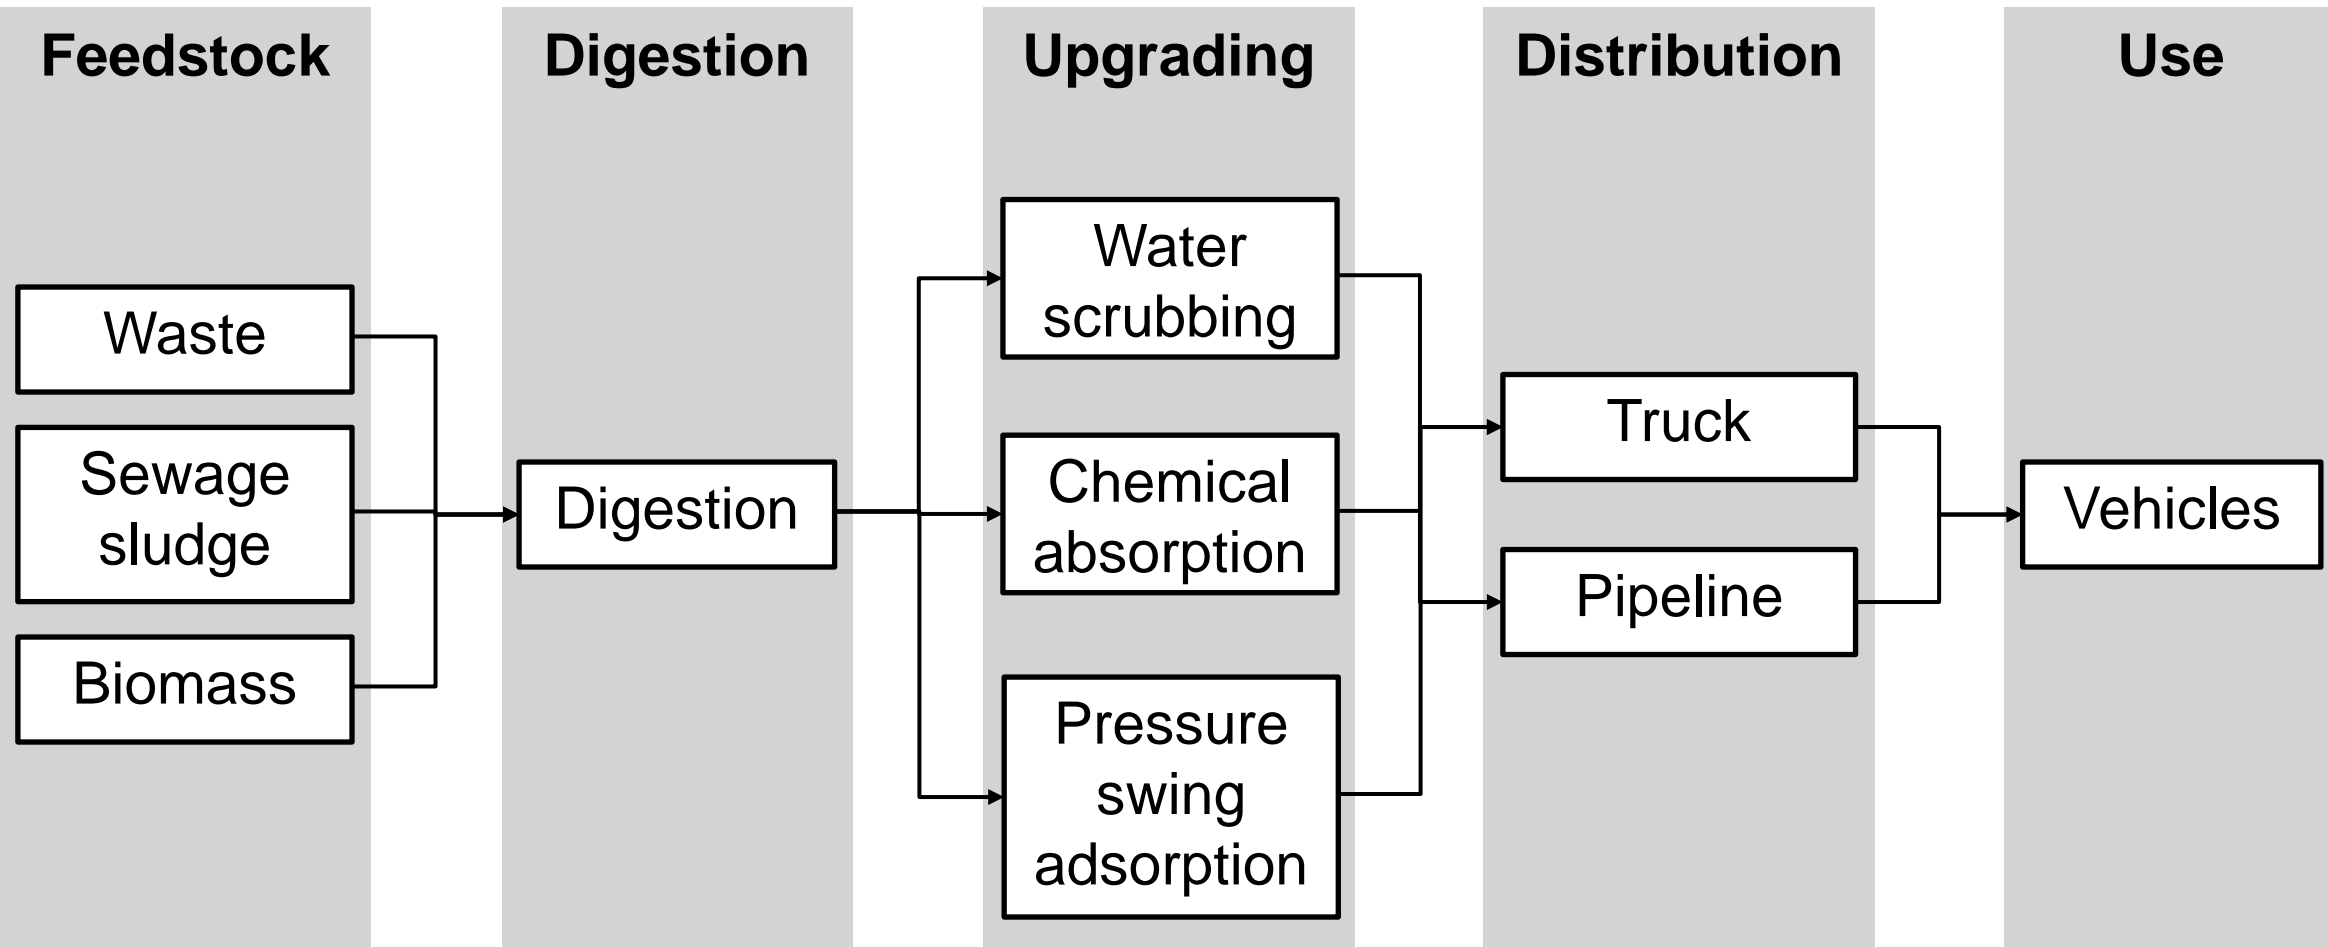 Feedstock
Digestion
Upgrading
Distribution
Use
Waste
Sewage
sludge
Biomass
Digestion
Water
scrubbing
Chemical
absorption
Pressure
swing
adsorption
Truck
Pipeline
Vehicles